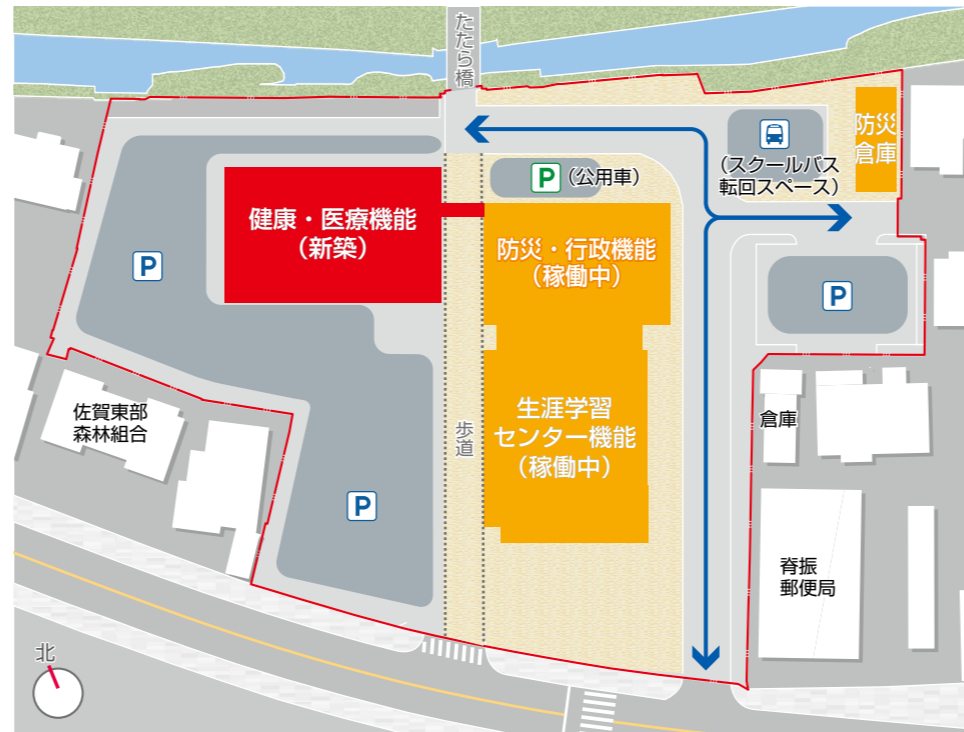 たたら橋
P
(公用車)
(スクールバス
転回スペース)
防災
倉庫
健康・医療機能
(新築)
防災・行政機能
(稼働中)
P
P
生涯学習
センター機能
(稼働中)
歩道
佐賀東部
森林組合
倉庫
P
脊振
郵便局
北